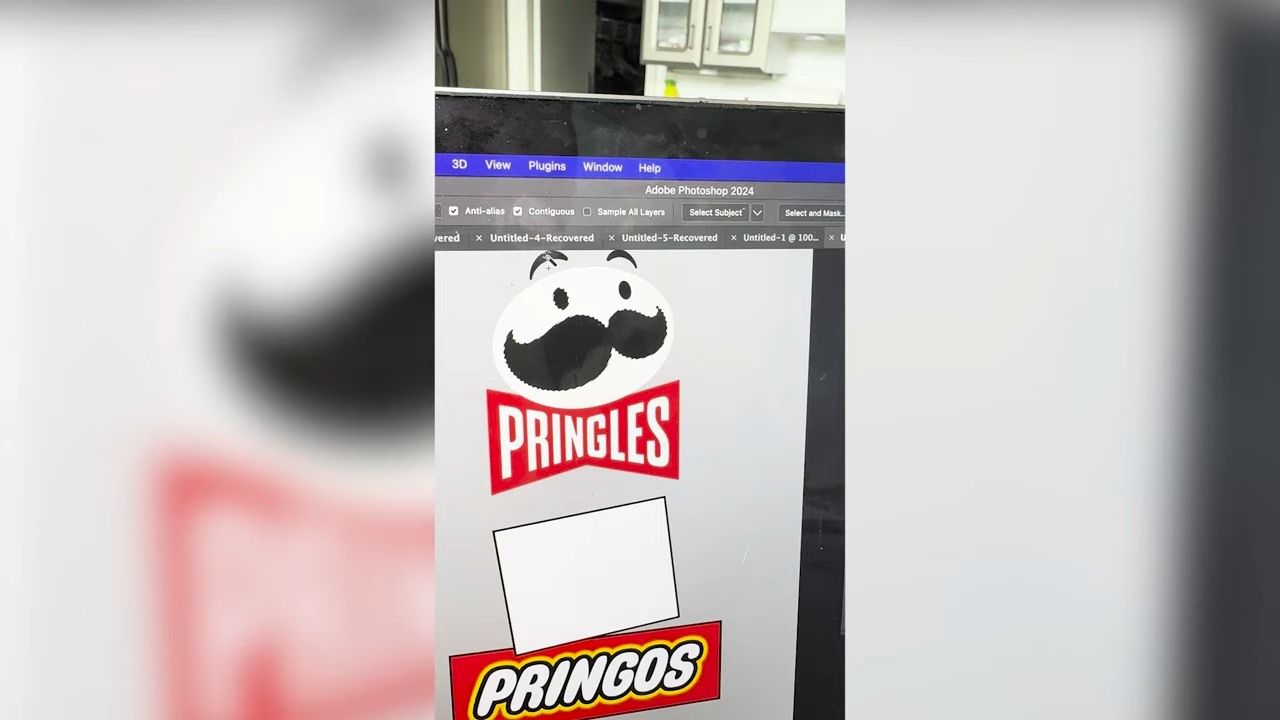 3D View Plugins Window Help
Adobe Photoshop 2024
Anti-alias Contiguous Sample All Layers Select Subject Select and Mask...
vered × Untitled-4-Recovered × Untitled-5-Recovered × Untitled-1 @ 100... ×
PRINGLES
PRINGOS